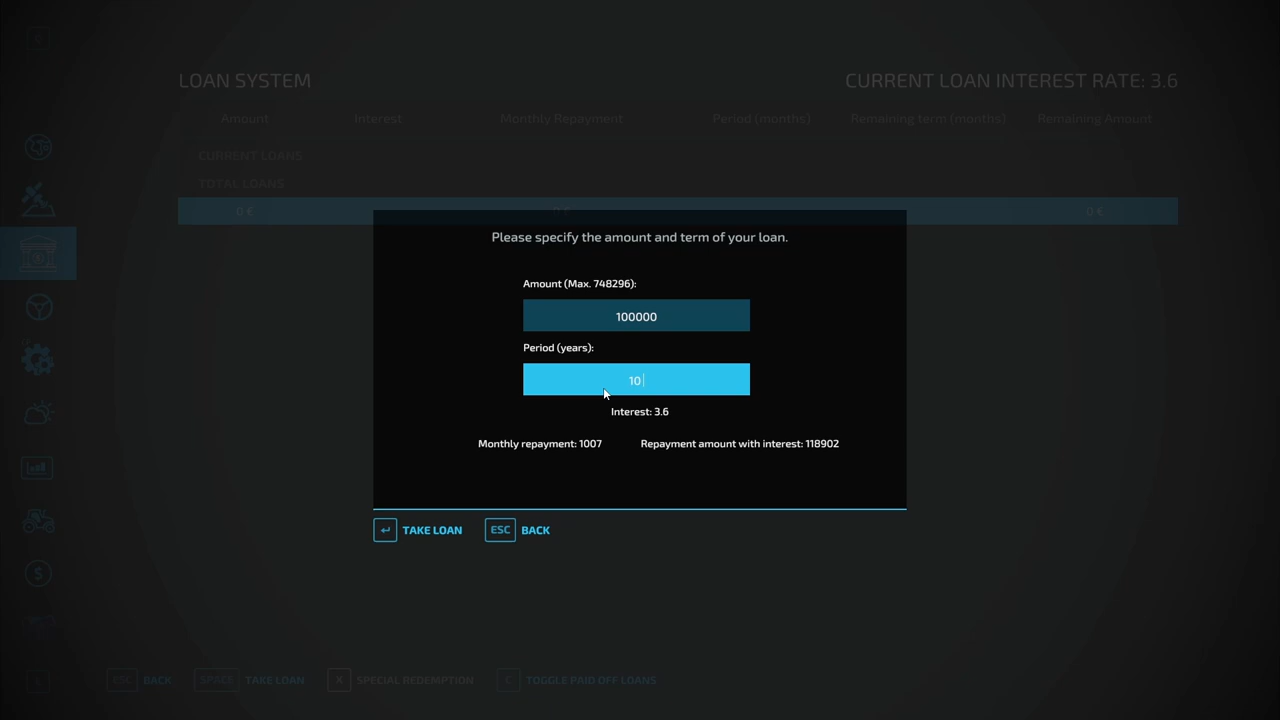 LOAN SYSTEM
CURRENT LOAN INTEREST RATE: 3.6
Amount Interest Monthly Repayment Period (months) Remaining term (months) Remaining Amount
CURRENT LOANS
TOTAL LOANS
0 € 0 € 0 €
Please specify the amount and term of your loan.
Amount (Max. 748296):
100000
Period (years):
10
Interest: 3.6
Monthly repayment: 1007 Repayment amount with interest: 118902
↵ TAKE LOAN ESC BACK
ESC BACK SPACE TAKE LOAN X SPECIAL REDEMPTION C TOGGLE PAID OFF LOANS